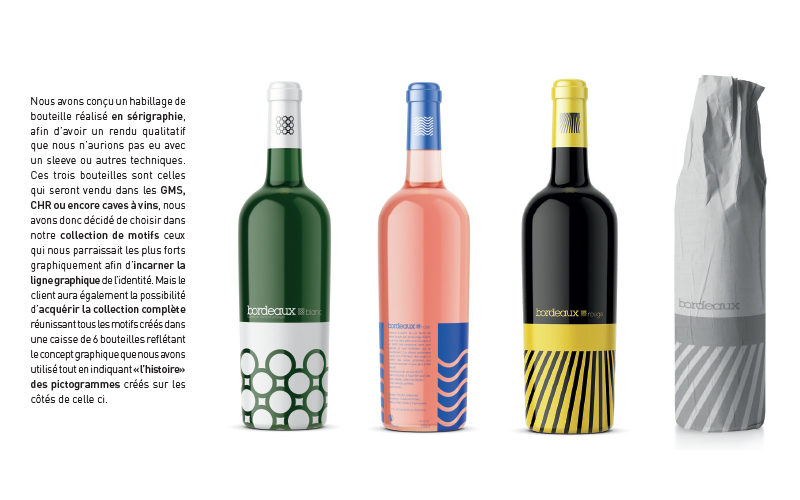 Nous avons conçu un habillage de
bouteille réalisé en sérigraphie,
afin d'avoir un rendu qualitatif
que nous n'aurions pas eu avec
un sleeve ou autres techniques.
Ces trois bouteilles sont celles
qui seront vendu dans les GMS,
CHR ou encore caves à vins, nous
avons donc décidé de choisir dans
notre collection de motifs ceux
qui nous parraissait les plus forts
graphiquement afin d'incarner la
ligne graphique de l'identité. Mais le
client aura également la possibilité
d'acquérir la collection complète
réunissant tous les motifs créés dans
une caisse de 6 bouteilles reflétant
le concept graphique que nous avons
utilisé tout en indiquant «l'histoire»
des pictogrammes créés sur les
côtés de celle ci.
bordeaux blanc
bordeaux
bordeaux rouge
bordeaux